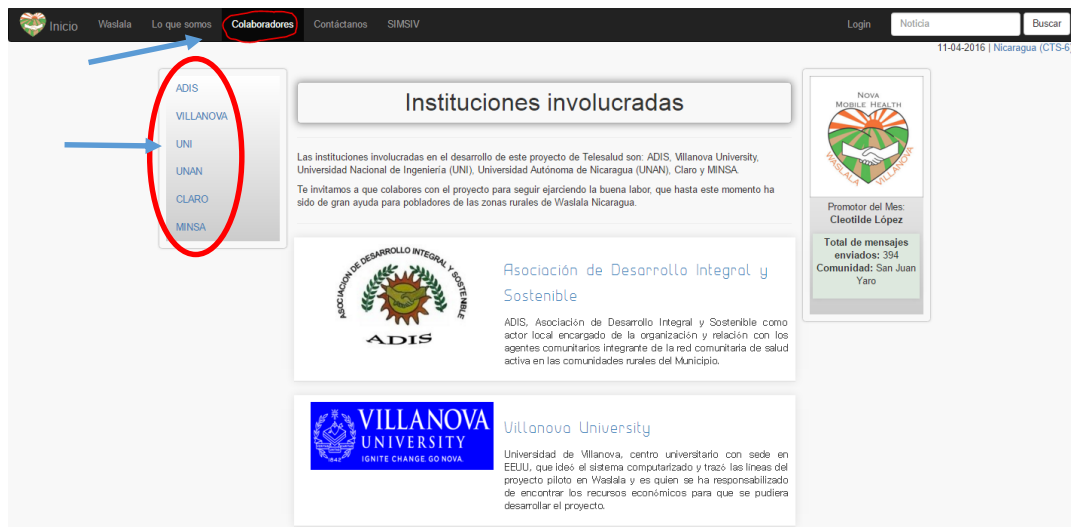 Inicio Waslala Lo que somos Colaboradores Contáctanos SIMSIV Login Noticia Buscar
11-04-2016 | Nicaragua (CTS-6)
ADIS
VILLANOVA
UNI
UNAN
CLARO
MINSA
Instituciones involucradas
Las instituciones involucradas en el desarrollo de este proyecto de Telesalud son: ADIS, Villanova University,
Universidad Nacional de Ingeniería (UNI), Universidad Autónoma de Nicaragua (UNAN), Claro y MINSA.
Te invitamos a que colabores con el proyecto para seguir ejarciendo la buena labor, que hasta este momento ha
sido de gran ayuda para pobladores de las zonas rurales de Waslala Nicaragua.
ASOCIACION DE DESARROLLO INTEGRAL Y SOSTENIBLE
ADIS
Asociación de Desarrollo Integral y
Sostenible
ADIS, Asociación de Desarrollo Integral y Sostenible como
actor local encargado de la organización y relación con los
agentes comunitarios integrante de la red comunitaria de salud
activa en las comunidades rurales del Municipio.
VILLANOVA
UNIVERSITY
IGNITE CHANGE. GO NOVA.
1842
Villanova University
Universidad de Villanova, centro universitario con sede en
EEUU, que ideó el sistema computarizado y trazó las líneas del
proyecto piloto en Waslala y es quien se ha responsabilizado
de encontrar los recursos económicos para que se pudiera
desarrollar el proyecto.
NOVA
MOBILE HEALTH
WASLALA VILLANOVA
Promotor del Mes:
Cleotilde López
Total de mensajes
enviados: 394
Comunidad: San Juan
Yaro